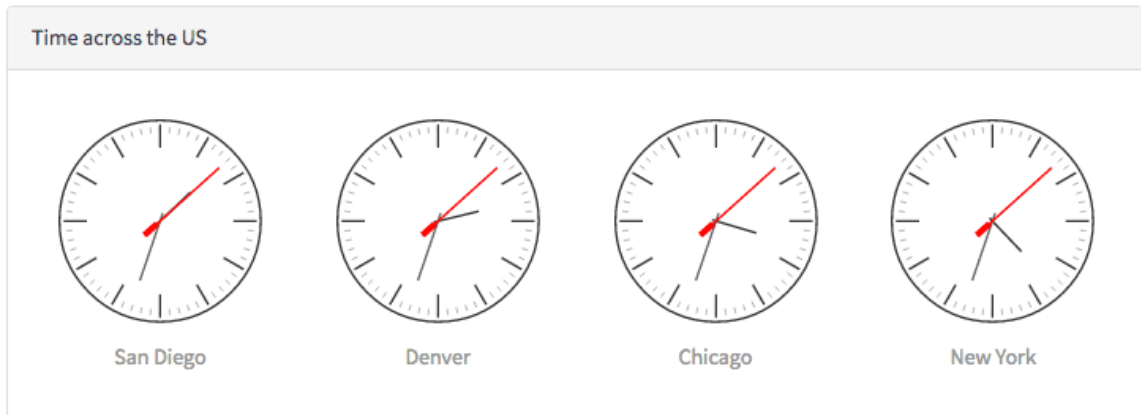 Time across the US
San Diego
Denver
Chicago
New York